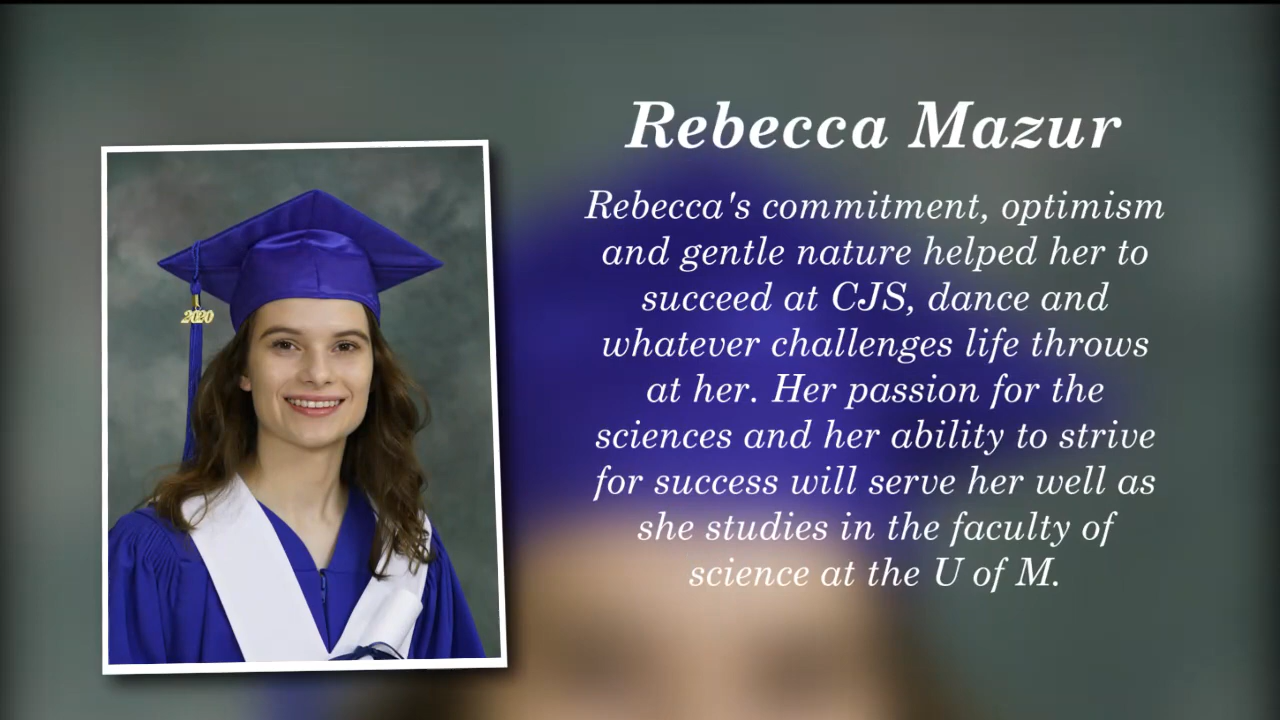 Rebecca Mazur
Rebecca's commitment, optimism
and gentle nature helped her to
succeed at CJS, dance and
whatever challenges life throws
at her. Her passion for the
sciences and her ability to strive
for success will serve her well as
she studies in the faculty of
science at the U of M.
2020